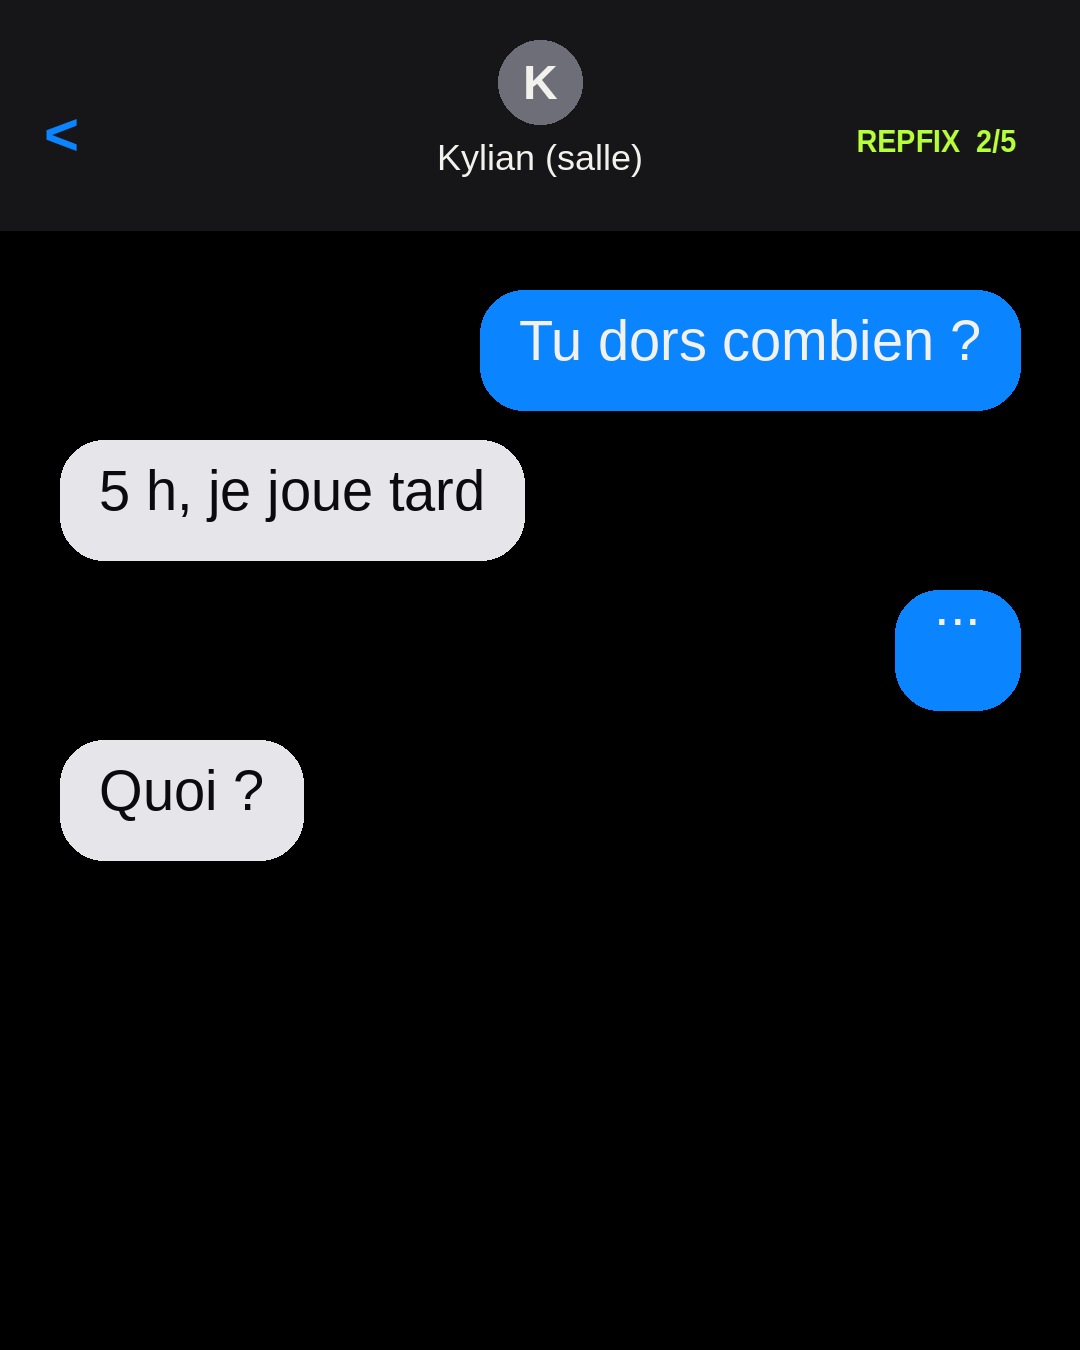 K
<
Kylian (salle)
REPFIX 2/5
Tu dors combien ?
5 h, je joue tard
...
Quoi ?